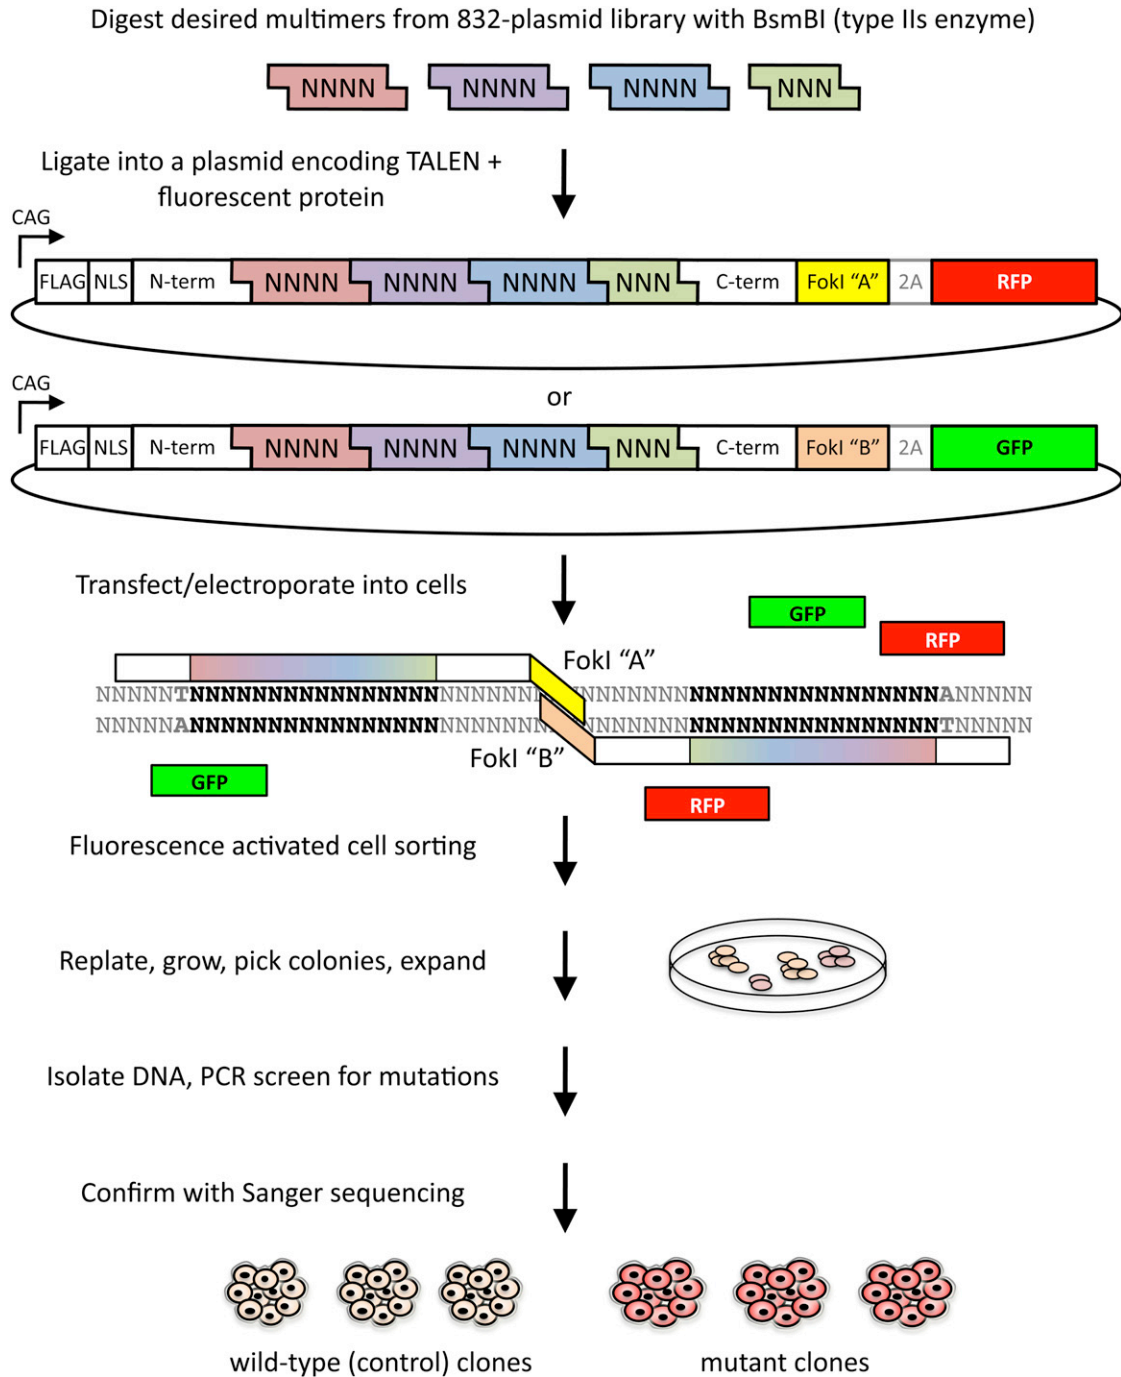 Digest desired multimers from 832-plasmid library with BsmBI (type IIs enzyme)
NNNN NNNN NNNN NNN
Ligate into a plasmid encoding TALEN +
fluorescent protein
CAG
FLAG NLS N-term NNNN NNNN NNNN NNN C-term FokI “A” 2A RFP
or
CAG
FLAG NLS N-term NNNN NNNN NNNN NNN C-term FokI “B” 2A GFP
Transfect/electroporate into cells
GFP
RFP
FokI “A”
NNNNNTNNNNNNNNNNNNNNNNNNNNNNN NNNNNNNNNNNNNNNNNNNNNNNANNNNN
NNNNNANNNNNNNNNNNNNNNNNNNNNNN NNNNNNNNNNNNNNNNNNNNNNNTNNNNN
FokI “B”
GFP
RFP
Fluorescence activated cell sorting
Replate, grow, pick colonies, expand
Isolate DNA, PCR screen for mutations
Confirm with Sanger sequencing
wild-type (control) clones
mutant clones